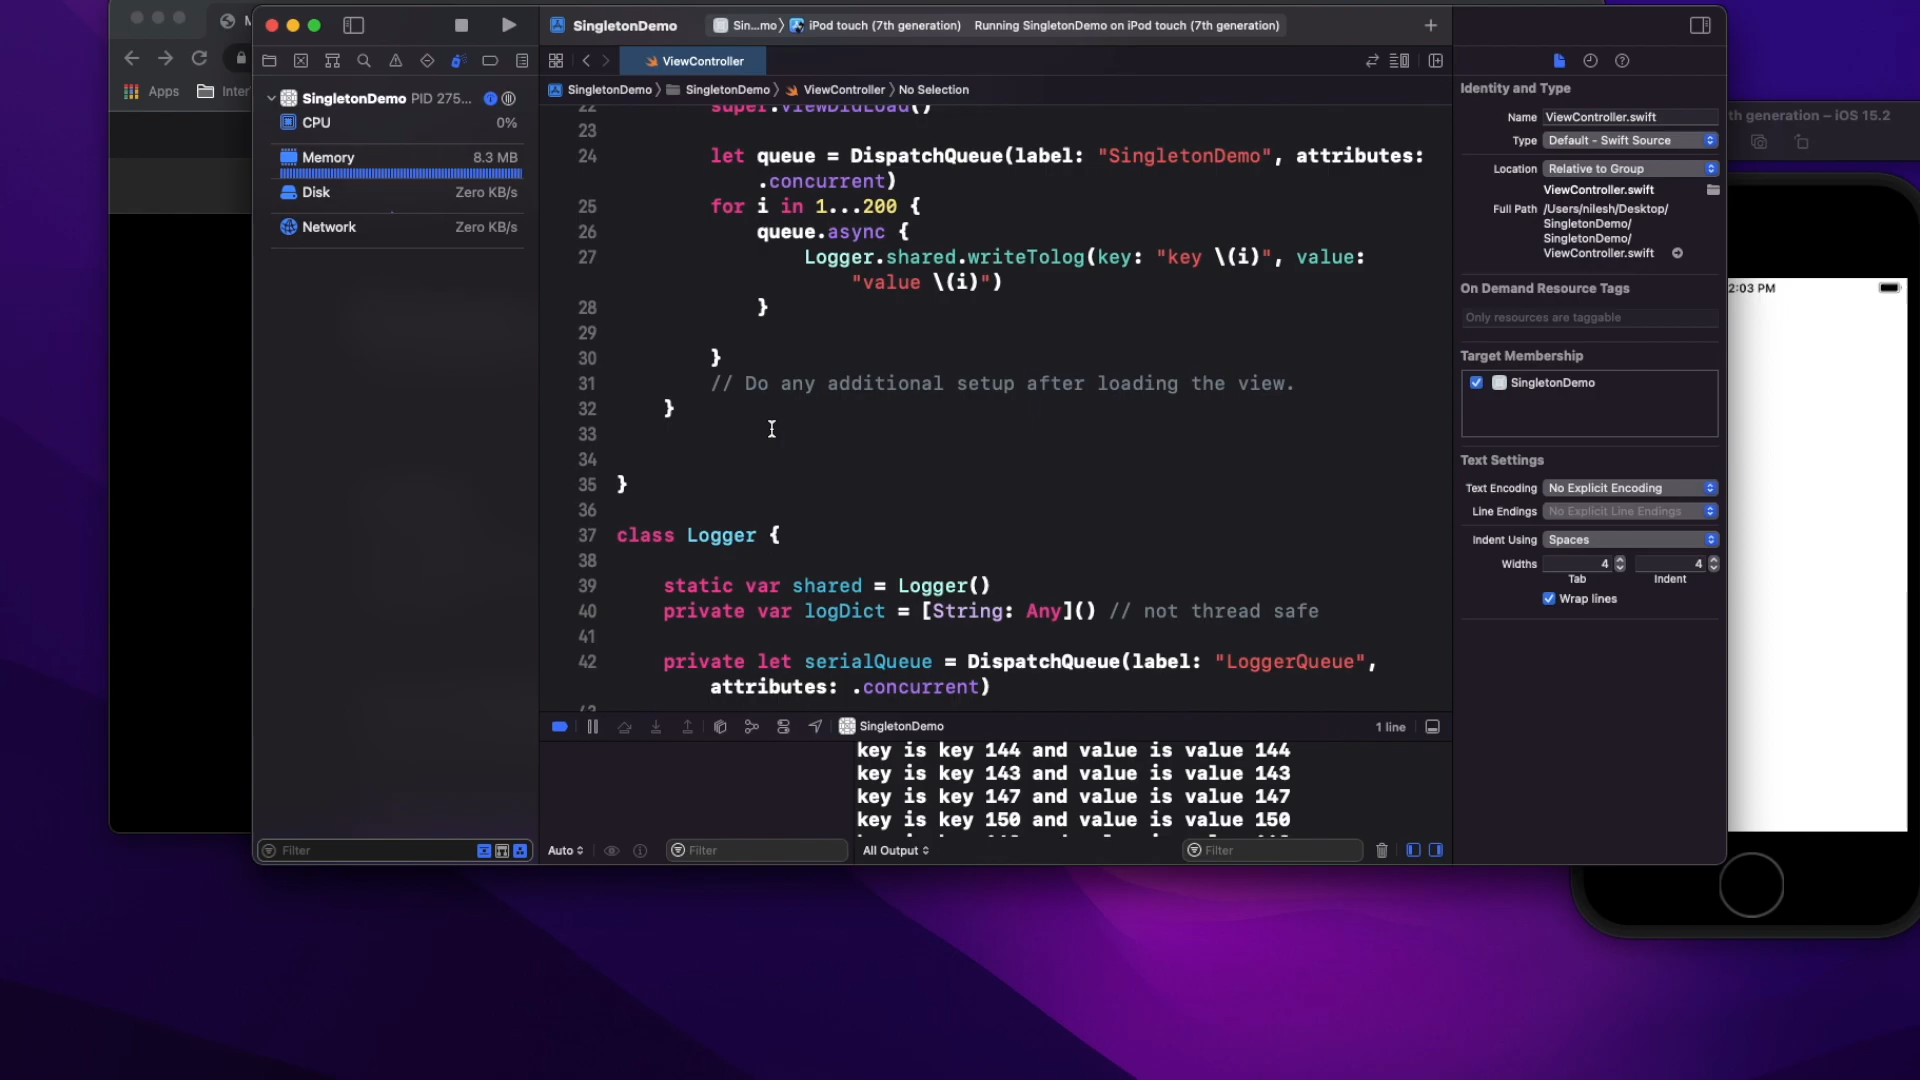 SingletonDemo
Sin...mo
iPod touch (7th generation)
Running SingletonDemo on iPod touch (7th generation)
Apps
Inter
SingletonDemo PID 275...
CPU
0%
Memory
8.3 MB
Disk
Zero KB/s
Network
Zero KB/s
Filter
ViewController
SingletonDemo
SingletonDemo
ViewController
No Selection
22 super.viewDidLoad()
23
24 let queue = DispatchQueue(label: "SingletonDemo", attributes:
.concurrent)
25 for i in 1...200 {
26 queue.async {
27 Logger.shared.writeTolog(key: "key \(i)", value:
"value \(i)")
28 }
29
30 }
31 // Do any additional setup after loading the view.
32 }
33
34
35 }
36
37 class Logger {
38
39 static var shared = Logger()
40 private var logDict = [String: Any]() // not thread safe
41
42 private let serialQueue = DispatchQueue(label: "LoggerQueue",
attributes: .concurrent)
43
SingletonDemo
1 line
key is key 144 and value is value 144
key is key 143 and value is value 143
key is key 147 and value is value 147
key is key 150 and value is value 150
Auto
Filter
All Output
Filter
Identity and Type
Name ViewController.swift
Type Default - Swift Source
Location Relative to Group
ViewController.swift
Full Path /Users/nilesh/Desktop/
SingletonDemo/
SingletonDemo/
ViewController.swift
On Demand Resource Tags
Only resources are taggable
Target Membership
SingletonDemo
Text Settings
Text Encoding No Explicit Encoding
Line Endings No Explicit Line Endings
Indent Using Spaces
Widths 4 4
Tab Indent
Wrap lines
th generation – iOS 15.2
2:03 PM